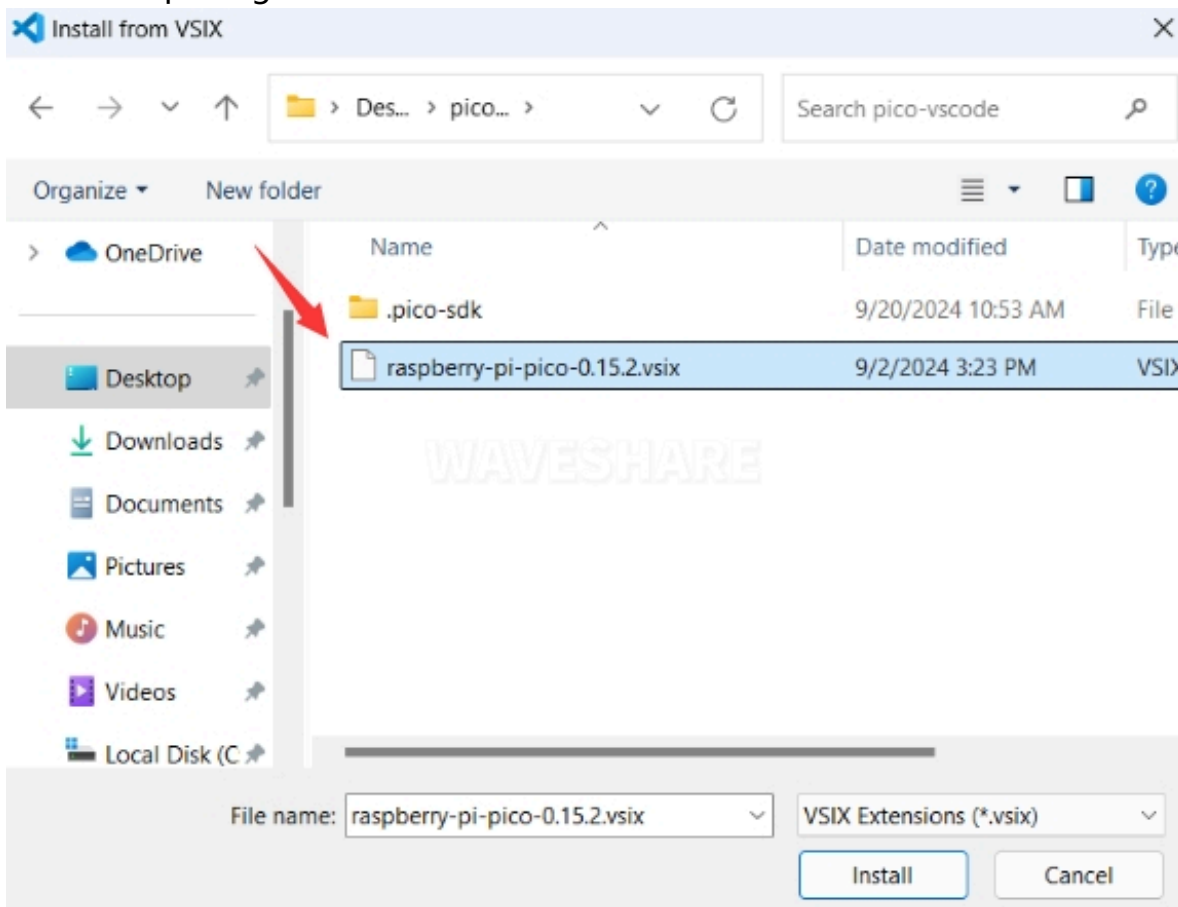 Install from VSIX
Des... > pico... >
Search pico-vscode
Organize
New folder
OneDrive
Name
Date modified
.pico-sdk
9/20/2024 10:53 AM
File
Desktop
raspberry-pi-pico-0.15.2.vsix
9/2/2024 3:23 PM
WAVESHARE
Downloads
Documents
Pictures
Music
Videos
Local Disk (C
File name:
raspberry-pi-pico-0.15.2.vsix
VSIX Extensions (*.vsix)
Install
Cancel